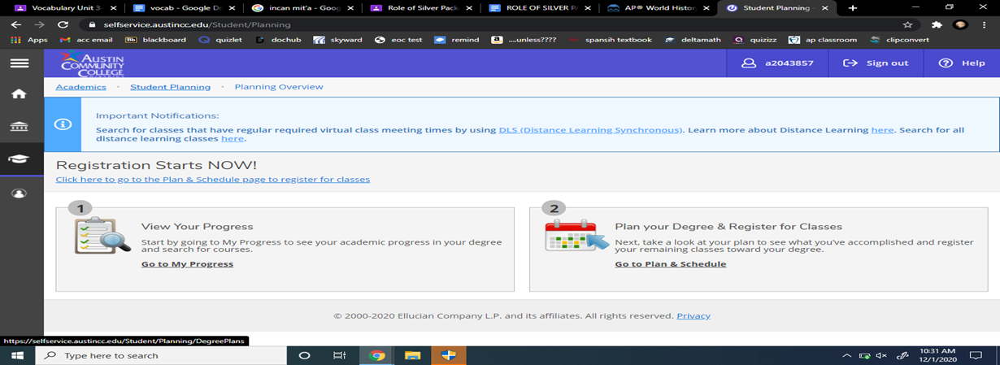 Vocabulary Unit 3-
vocab - Google Do
incan mit'a - Goog
Role of Silver Pack
ROLE OF SILVER PA
AP® World Histor
Student Planning -
selfservice.austincc.edu/Student/Planning
Apps
acc email
Bb blackboard
quizlet
dochub
skyward
eoc test
remind
....unless????
spansih textbook
deltamath
quizizz
ap classroom
clipconvert
AUSTIN
COMMUNITY
COLLEGE
a2043857
Sign out
Help
Academics - Student Planning - Planning Overview
Important Notifications:
Search for classes that have regular required virtual class meeting times by using DLS (Distance Learning Synchronous). Learn more about Distance Learning here. Search for all
distance learning classes here.
Registration Starts NOW!
Click here to go to the Plan & Schedule page to register for classes
1
View Your Progress
Start by going to My Progress to see your academic progress in your degree
and search for courses.
Go to My Progress
2
Plan your Degree & Register for Classes
Next, take a look at your plan to see what you've accomplished and register
your remaining classes toward your degree.
Go to Plan & Schedule
© 2000-2020 Ellucian Company L.P. and its affiliates. All rights reserved. Privacy
https://selfservice.austincc.edu/Student/Planning/DegreePlans
Type here to search
10:31 AM
12/1/2020